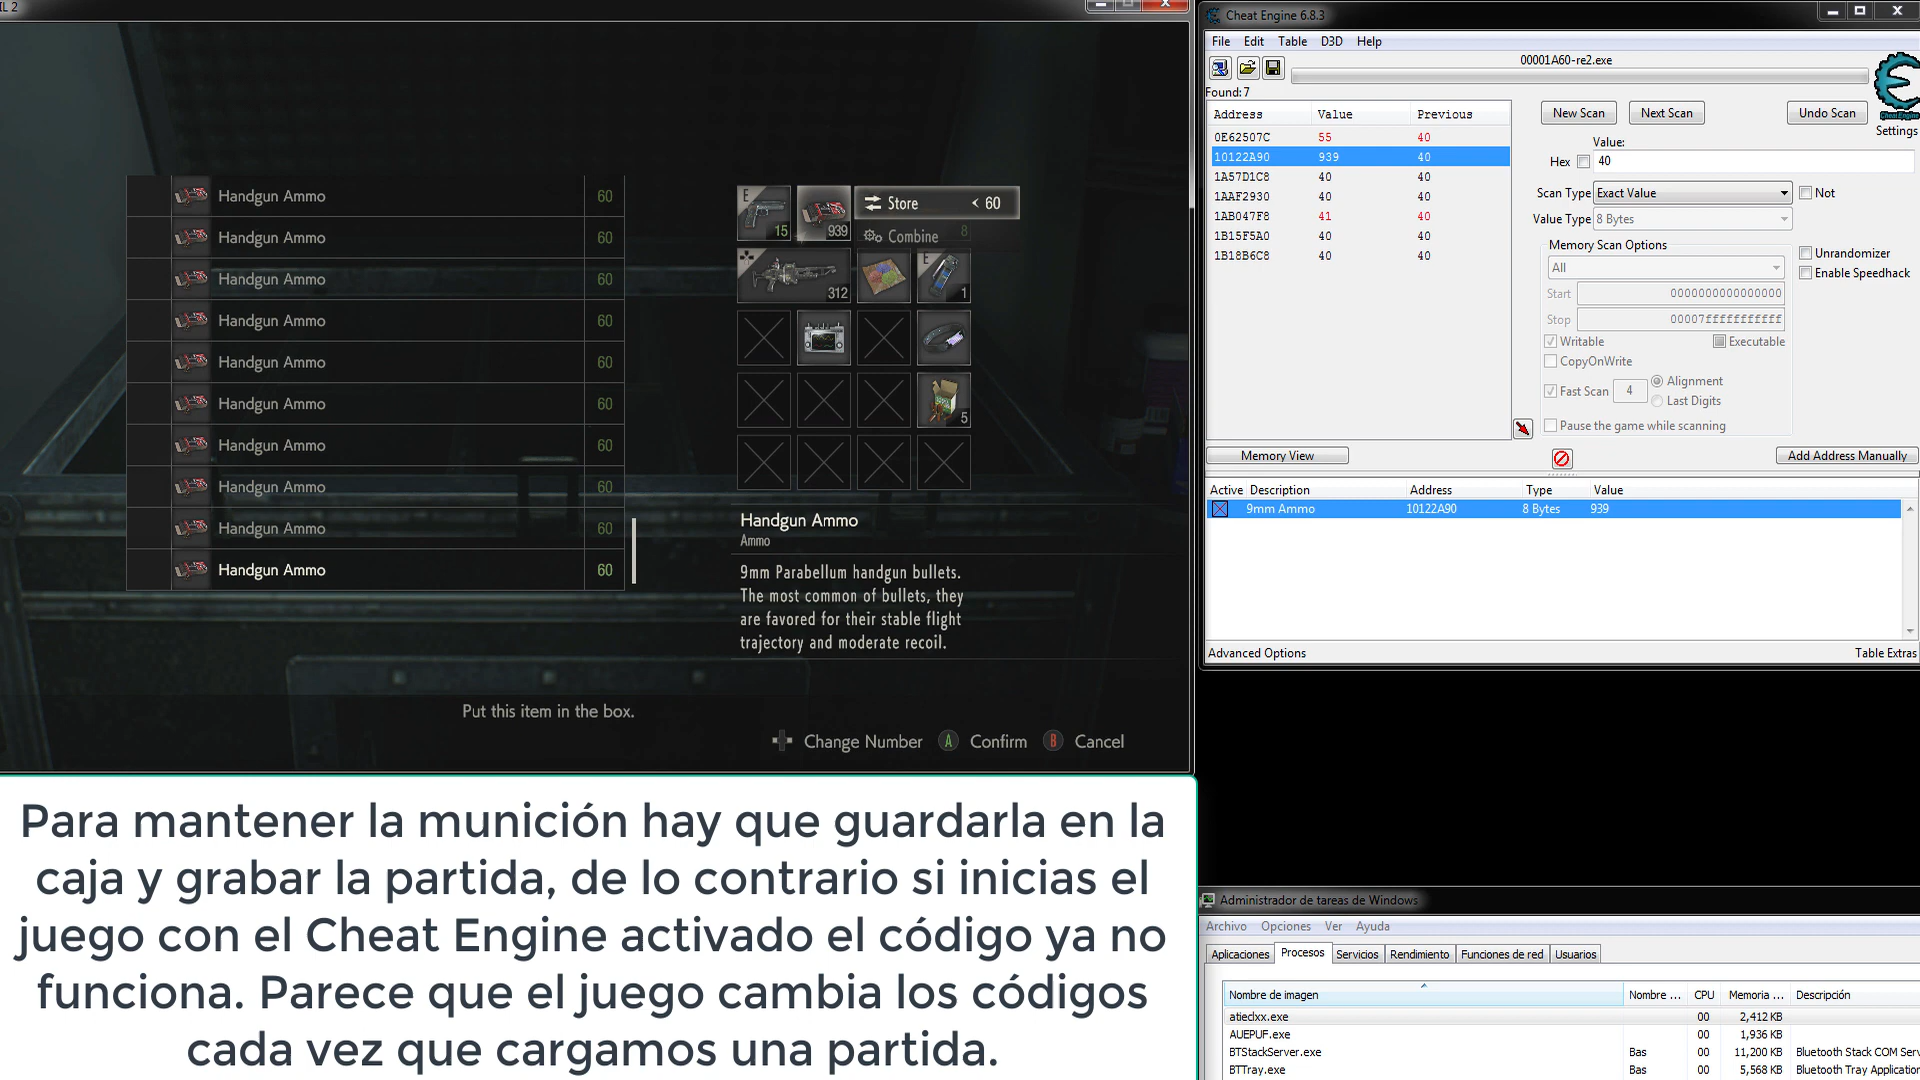 IL 2
Handgun Ammo 60
Handgun Ammo 60
Handgun Ammo 60
Handgun Ammo 60
Handgun Ammo 60
Handgun Ammo 60
Handgun Ammo 60
Handgun Ammo 60
Handgun Ammo 60
Handgun Ammo 60
E 15
939
Store < 60
Combine 8
312
E 1
5
Handgun Ammo
Ammo
9mm Parabellum handgun bullets.
The most common of bullets, they
are favored for their stable flight
trajectory and moderate recoil.
Put this item in the box.
Change Number A Confirm B Cancel
Para mantener la munición hay que guardarla en la
caja y grabar la partida, de lo contrario si inicias el
juego con el Cheat Engine activado el código ya no
funciona. Parece que el juego cambia los códigos
cada vez que cargamos una partida.
Cheat Engine 6.8.3
File Edit Table D3D Help
00001A60-re2.exe
Found:7
Address Value Previous
0E62507C 55 40
10122A90 939 40
1A57D1C8 40 40
1AAF2930 40 40
1AB047F8 41 40
1B15F5A0 40 40
1B18B6C8 40 40
New Scan Next Scan Undo Scan
Cheat Engine
Settings
Value:
Hex 40
Scan Type Exact Value Not
Value Type 8 Bytes
Memory Scan Options
All
Unrandomizer
Enable Speedhack
Start 0000000000000000
Stop 00007fffffffffff
Writable Executable
CopyOnWrite
Fast Scan 4 Alignment
Last Digits
Pause the game while scanning
Memory View Add Address Manually
Active Description Address Type Value
9mm Ammo 10122A90 8 Bytes 939
Advanced Options Table Extras
Administrador de tareas de Windows
Archivo Opciones Ver Ayuda
Aplicaciones Procesos Servicios Rendimiento Funciones de red Usuarios
Nombre de imagen Nombre ... CPU Memoria ... Descripción
atieclxx.exe 00 2,412 KB
AUEPUF.exe 00 1,936 KB
BTStackServer.exe Bas 00 11,200 KB Bluetooth Stack COM Serv
BTTray.exe Bas 00 5,568 KB Bluetooth Tray Application